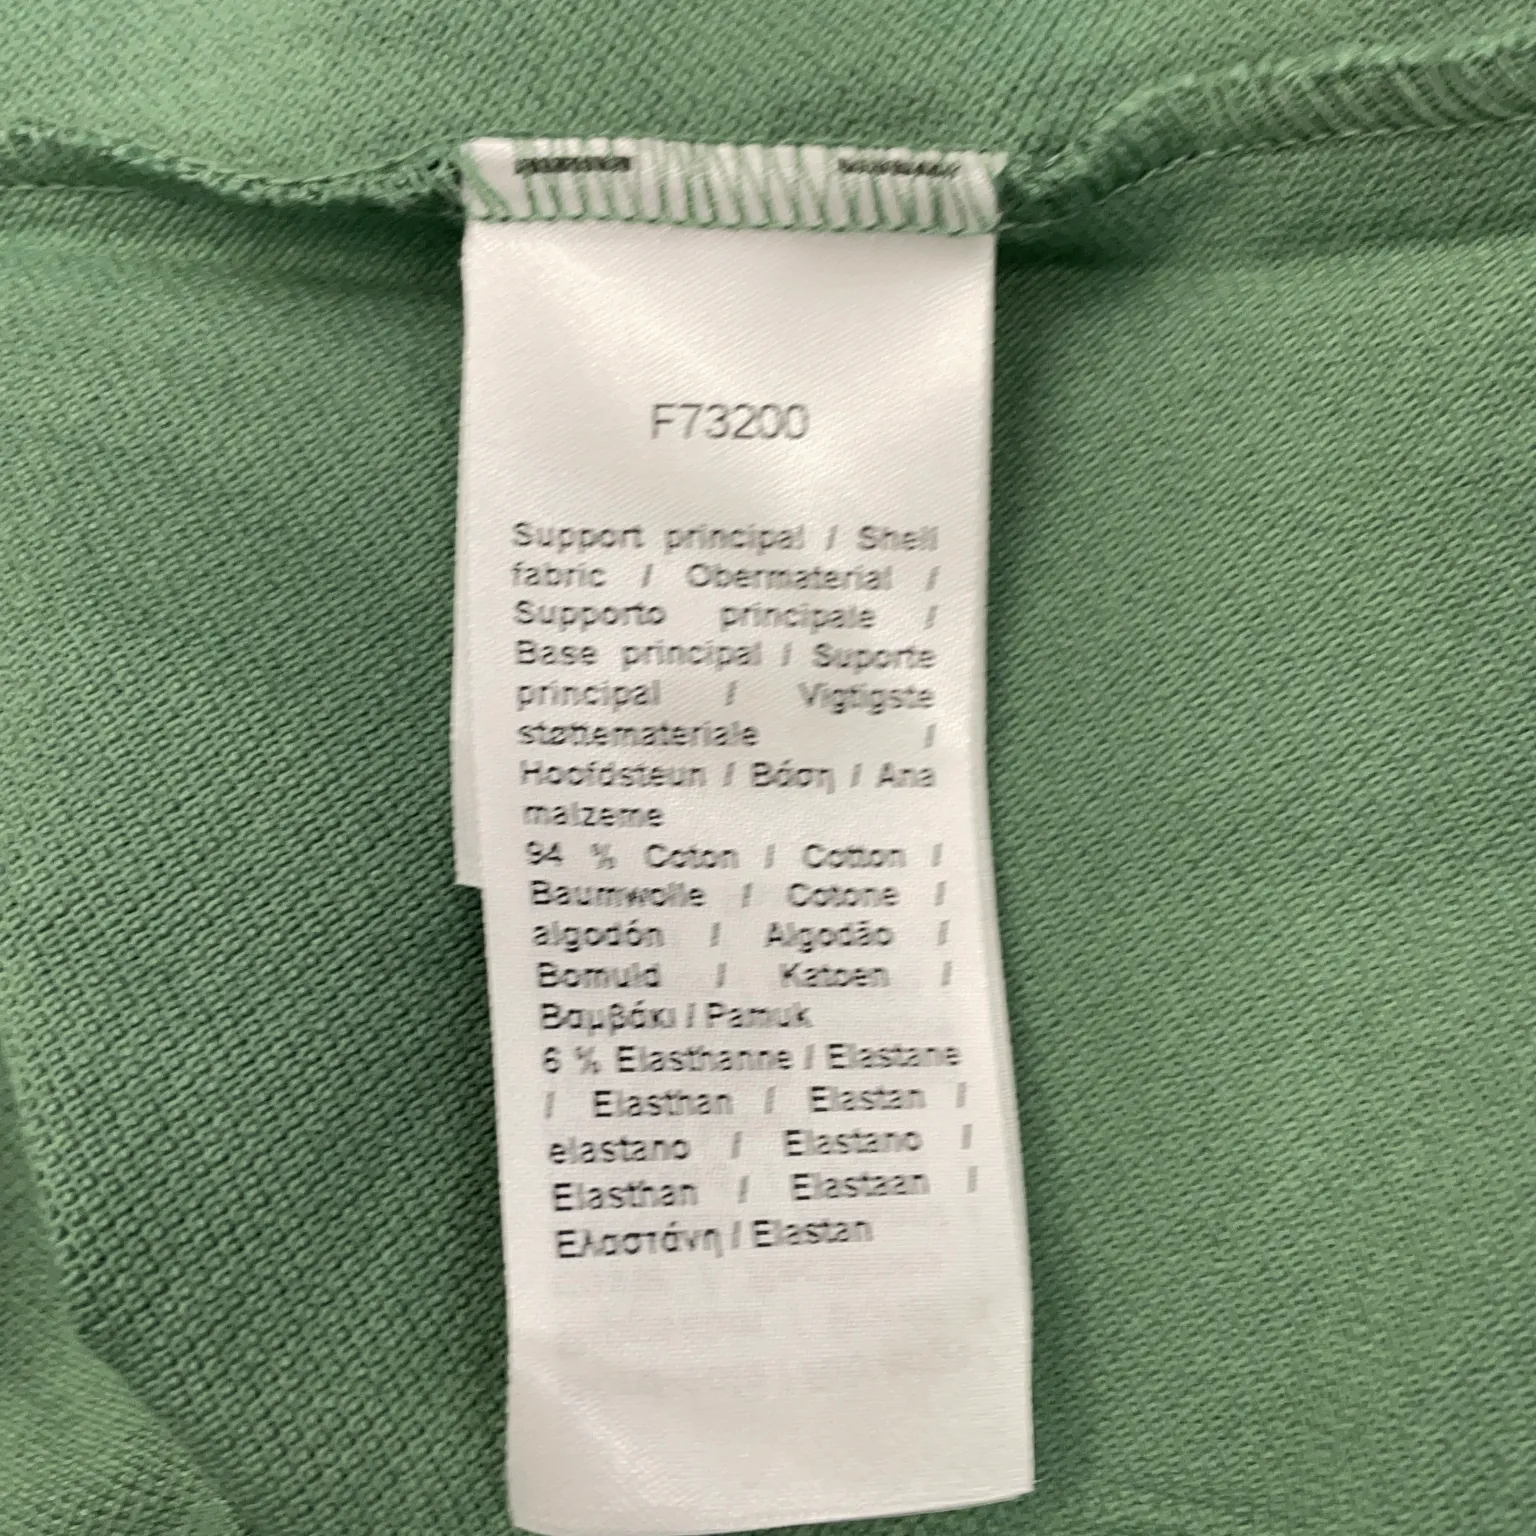 F73200
Support principal / Shell
fabric / Obermaterial /
Supporto principale /
Base principal / Suporte
principal / Vigtigste
støttemateriale /
Hoofdsteun / Βάση / Ana
malzeme
94 % Coton / Cotton /
Baumwolle / Cotone /
algodón / Algodão /
Bomuld / Katoen /
Βαμβάκι / Pamuk
6 % Elasthanne / Elastane
/ Elasthan / Elastan /
elastano / Elastano /
Elasthan / Elastaan /
Ελαστάνη / Elastan